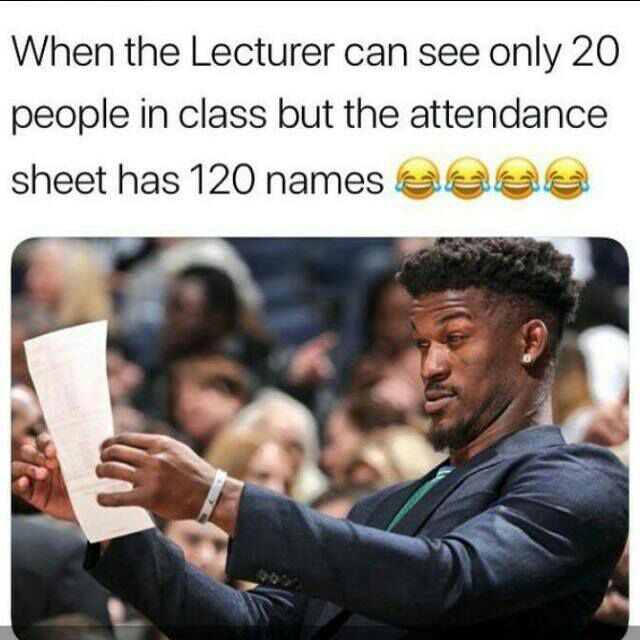 When the Lecturer can see only 20
people in class but the attendance
sheet has 120 names 😂😂😂😂